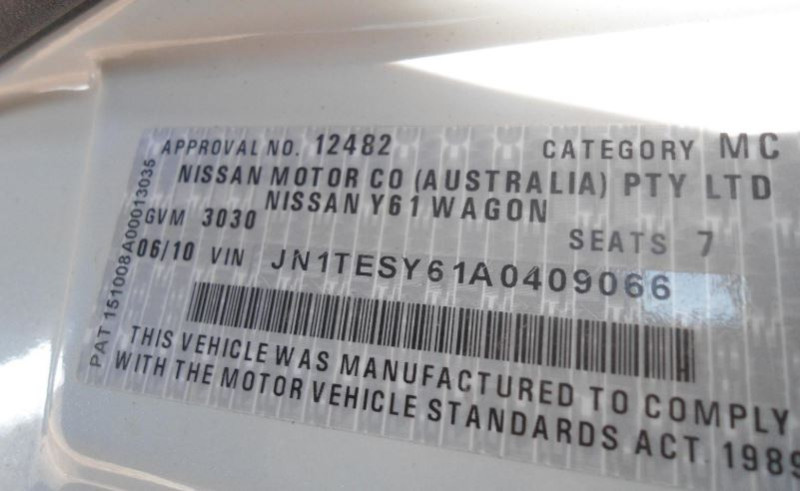 APPROVAL NO. 12482 CATEGORY MC
NISSAN MOTOR CO (AUSTRALIA) PTY LTD
NISSAN Y61 WAGON
GVM 3030 SEATS 7
06/10 VIN JN1TESY61A0409066
THIS VEHICLE WAS MANUFACTURED TO COMPLY
WITH THE MOTOR VEHICLE STANDARDS ACT 1989
PAT 151008A00013035